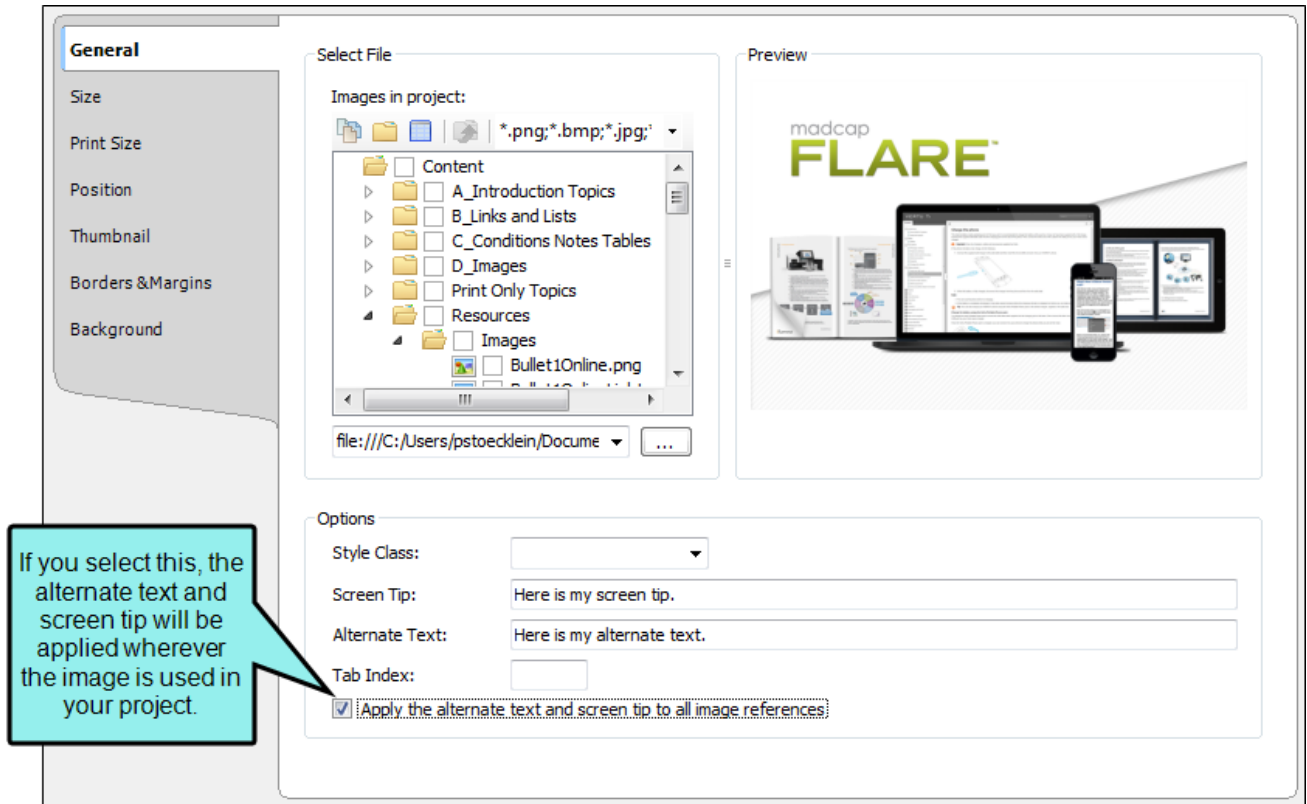 General
Size
Print Size
Position
Thumbnail
Borders &Margins
Background
Select File
Images in project:
*.png;*.bmp;*.jpg;*
Content
A_Introduction Topics
B_Links and Lists
C_Conditions Notes Tables
D_Images
Print Only Topics
Resources
Images
Bullet1Online.png
file:///C:/Users/pstoecklein/Docume
...
Preview
madcap
FLARE™
Options
Style Class:
Screen Tip:
Here is my screen tip.
Alternate Text:
Here is my alternate text.
Tab Index:
Apply the alternate text and screen tip to all image references
If you select this, the
alternate text and
screen tip will be
applied wherever
the image is used in
your project.